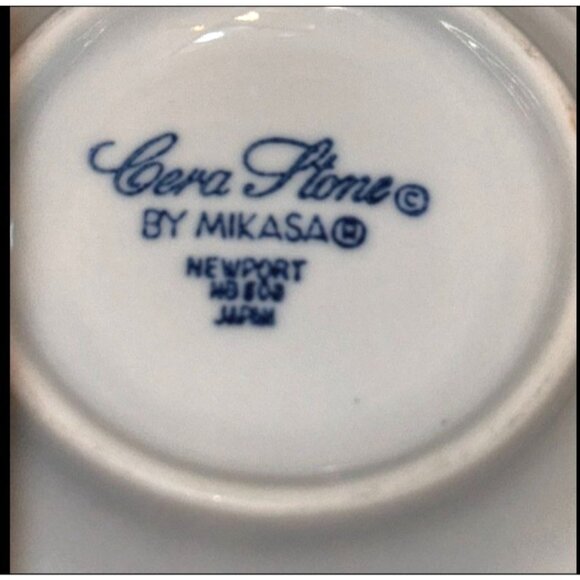 Cera Stone ©
BY MIKASA ®
NEWPORT
JAPAN